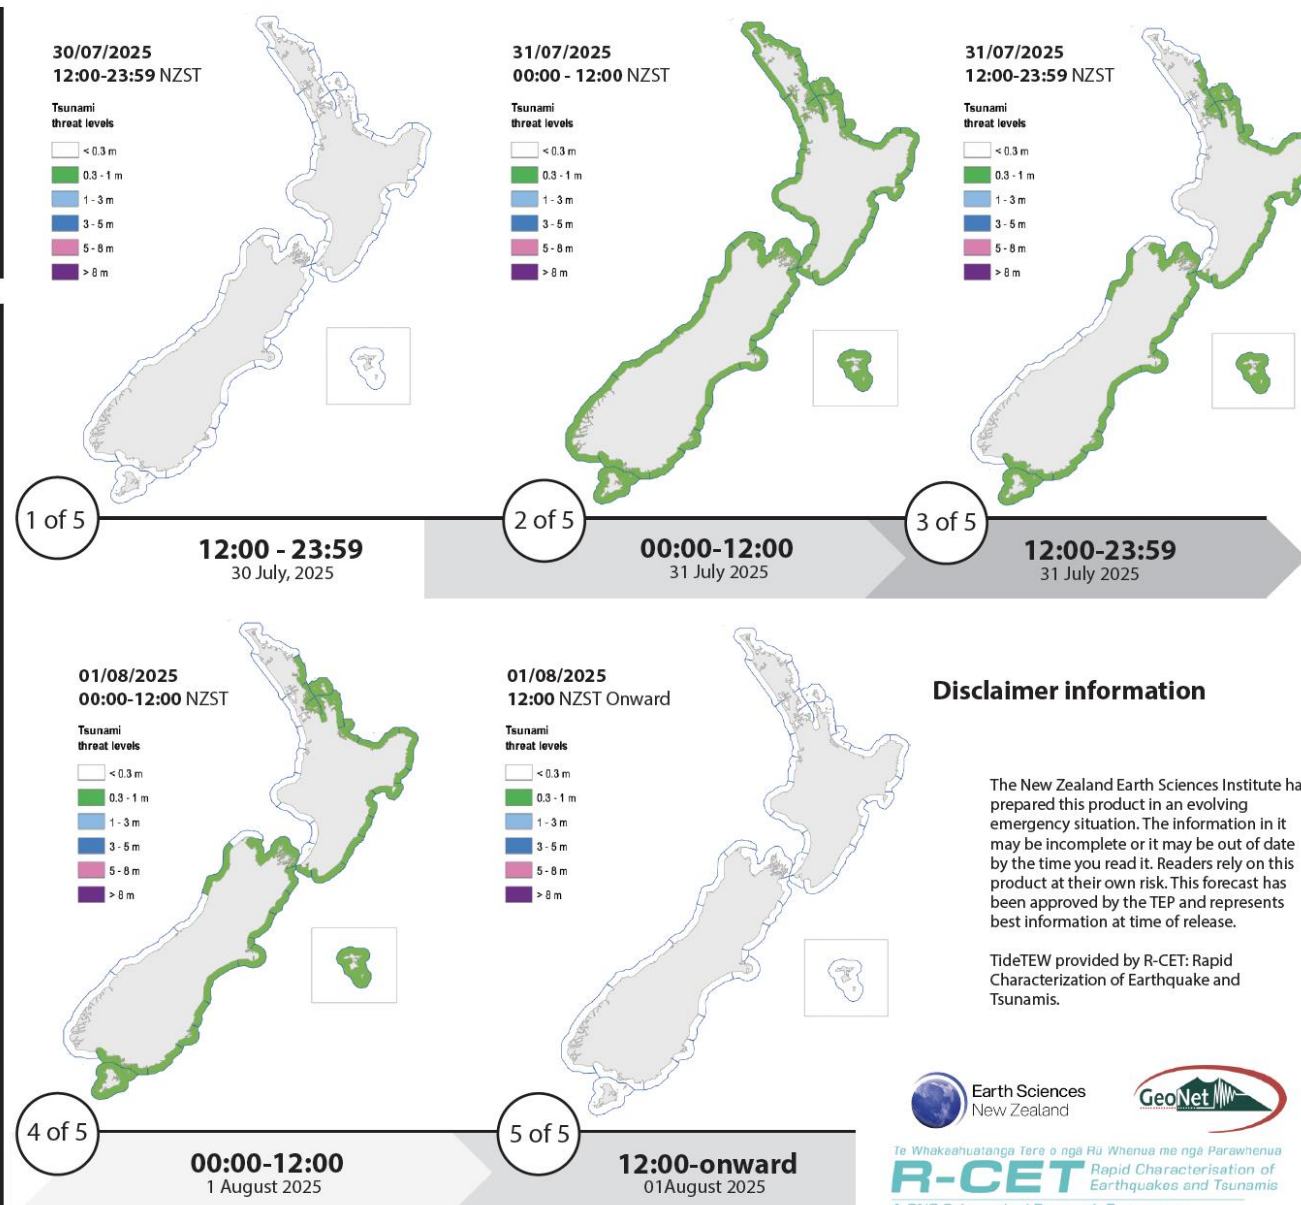 30/07/2025
12:00-23:59 NZST
Tsunami
threat levels
< 0.3 m
0.3 - 1 m
1 - 3 m
3 - 5 m
5 - 8 m
> 8 m
31/07/2025
00:00 - 12:00 NZST
Tsunami
threat levels
< 0.3 m
0.3 - 1 m
1 - 3 m
3 - 5 m
5 - 8 m
> 8 m
31/07/2025
12:00-23:59 NZST
Tsunami
threat levels
< 0.3 m
0.3 - 1 m
1 - 3 m
3 - 5 m
5 - 8 m
> 8 m
1 of 5
12:00 - 23:59
30 July, 2025
2 of 5
00:00-12:00
31 July 2025
3 of 5
12:00-23:59
31 July 2025
01/08/2025
00:00-12:00 NZST
Tsunami
threat levels
< 0.3 m
0.3 - 1 m
1 - 3 m
3 - 5 m
5 - 8 m
> 8 m
01/08/2025
12:00 NZST Onward
Tsunami
threat levels
< 0.3 m
0.3 - 1 m
1 - 3 m
3 - 5 m
5 - 8 m
> 8 m
4 of 5
00:00-12:00
1 August 2025
5 of 5
12:00-onward
01August 2025
Disclaimer information
The New Zealand Earth Sciences Institute ha
prepared this product in an evolving
emergency situation. The information in it
may be incomplete or it may be out of date
by the time you read it. Readers rely on this
product at their own risk. This forecast has
been approved by the TEP and represents
best information at time of release.
TideTEW provided by R-CET: Rapid
Characterization of Earthquake and
Tsunamis.
Earth Sciences
New Zealand
GeoNet
Te Whakaahuatanga Tere o ngā Rū Whenua me ngā Parawhenua
R-CET
Rapid Characterisation of
Earthquakes and Tsunamis